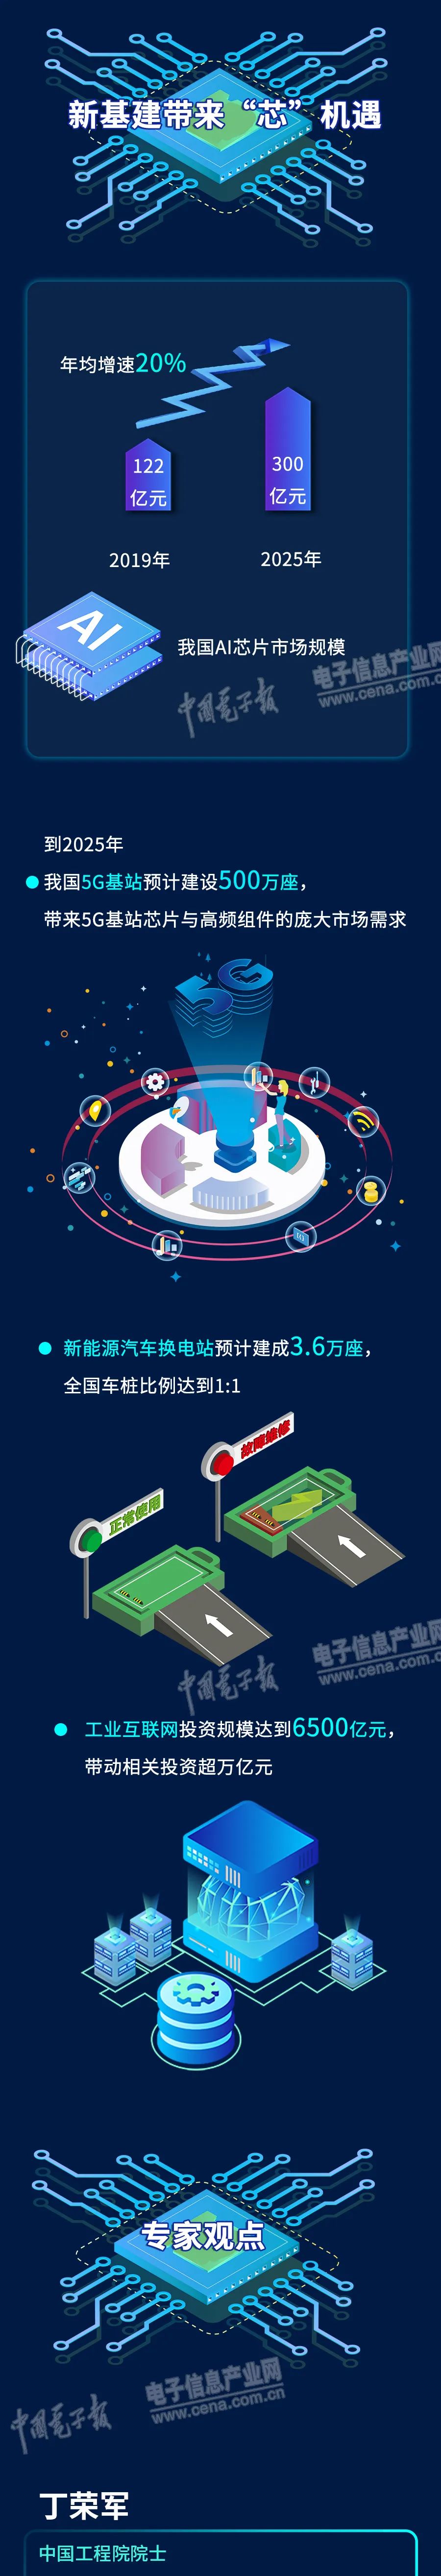 新基建带来“芯”机遇
年均增速20%
122
亿元
300
亿元
2019年
2025年
AI
我国AI芯片市场规模
电子信息产业网
www.cena.com.cn
中国电子报
到2025年
我国5G基站预计建设500万座，
带来5G基站芯片与高频组件的庞大市场需求
5G
新能源汽车换电站预计建成3.6万座，
全国车桩比例达到1:1
故障维修
正常使用
电子信息产业网
www.cena.com.cn
中国电子报
工业互联网投资规模达到6500亿元，
带动相关投资超万亿元
专家观点
电子信息产业网
www.cena.com.cn
中国电子报
丁荣军
中国工程院院士